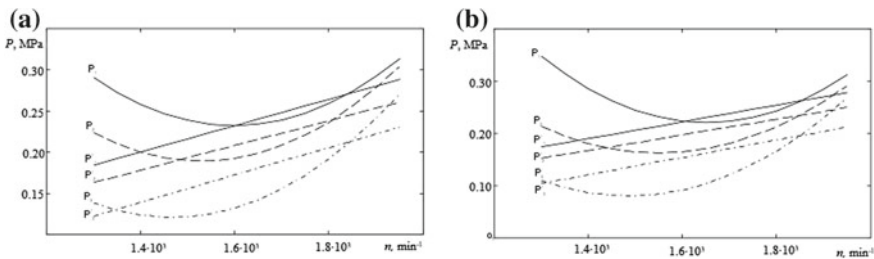 (a)
P, MPa
0.30
0.25
0.20
0.15
P
P
P
P
P
P
1.4·10³
1.6·10³
1.8·10³
n, min⁻¹
(b)
P, MPa
0.30
0.20
0.10
0
P
P
P
P
P
P
1.4·10³
1.6·10³
1.8·10³
n, min⁻¹